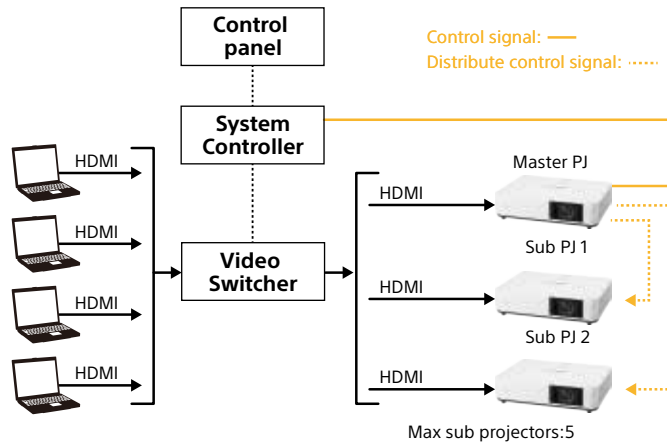 Control
panel
Control signal:
Distribute control signal:
System
Controller
HDMI
HDMI
HDMI
HDMI
Video
Switcher
Master PJ
HDMI
Sub PJ 1
HDMI
Sub PJ 2
HDMI
Max sub projectors:5